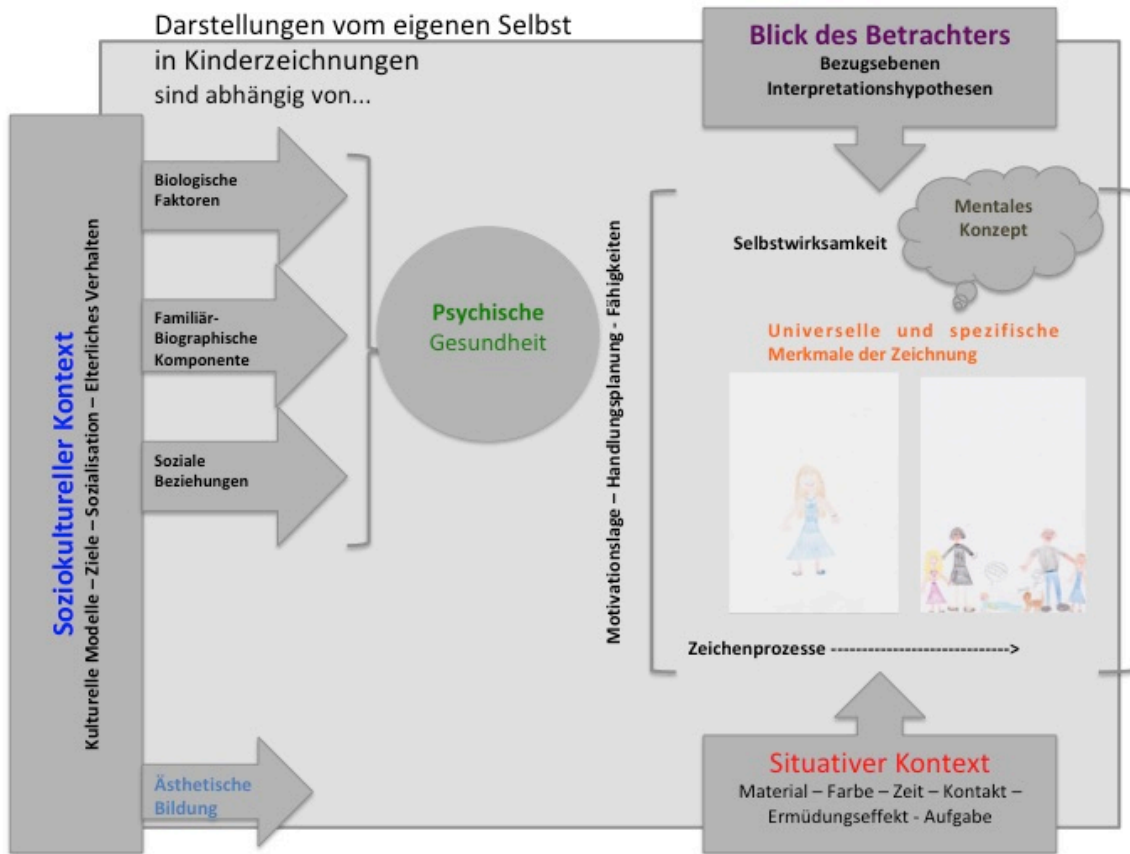 Darstellungen vom eigenen Selbst
in Kinderzeichnungen
sind abhängig von...
Blick des Betrachters
Bezugsebenen
Interpretationshypothesen
Soziokultureller Kontext
Kulturelle Modelle – Ziele – Sozialisation – Elterliches Verhalten
Biologische
Faktoren
Familiär-
Biographische
Komponente
Soziale
Beziehungen
Ästhetische
Bildung
Psychische
Gesundheit
Motivationslage – Handlungsplanung - Fähigkeiten
Mentales
Konzept
Selbstwirksamkeit
Universelle und spezifische
Merkmale der Zeichnung
Zeichenprozesse ----------------------------->
Situativer Kontext
Material – Farbe – Zeit – Kontakt –
Ermüdungseffekt - Aufgabe